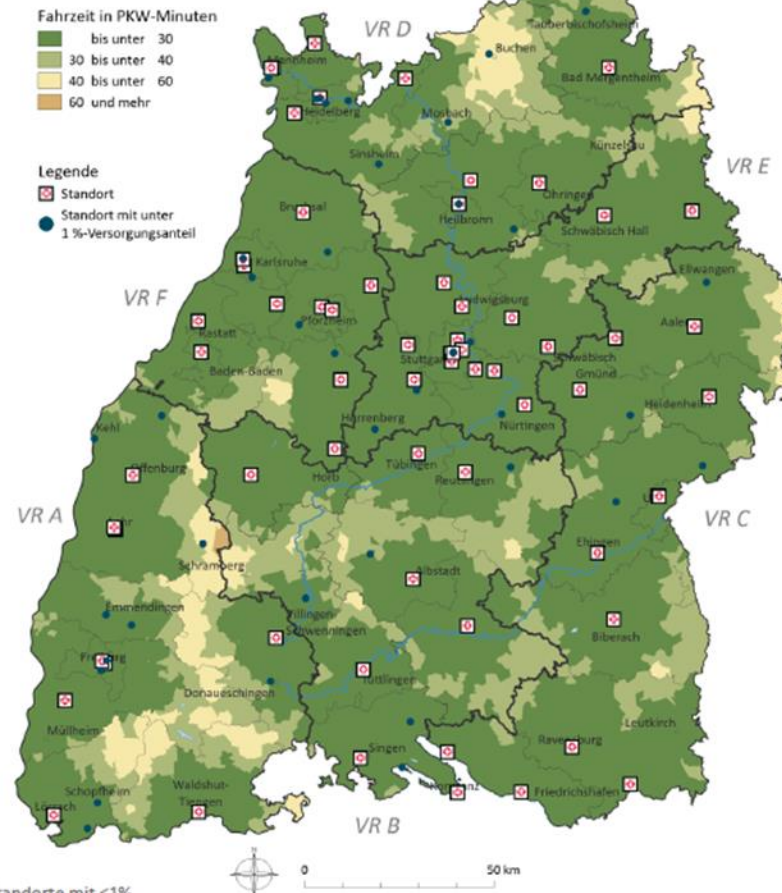 Fahrzeit in PKW-Minuten
bis unter 30
30 bis unter 40
40 bis unter 60
60 und mehr
Legende
Standort
Standort mit unter
1 %-Versorgungsanteil
VR D
Tauberbischofsheim
Buchen
Mannheim
Bad Mergentheim
Heidelberg
Mosbach
Sinsheim
Künzelsau
VR E
Bruchsal
Öhringen
Heilbronn
Schwäbisch Hall
Karlsruhe
Ellwangen
VR F
Ludwigsburg
Pforzheim
Aalen
Rastatt
Stuttgart
Schwäbisch
Gmünd
Baden-Baden
Heidenheim
Herrenberg
Nürtingen
Kehl
Offenburg
Tübingen
Horb
Reutlingen
VR A
Lahr
VR C
Ehingen
Schramberg
Albstadt
Emmendingen
Villingen-
Schwenningen
Biberach
Freiburg
Tuttlingen
Donaueschingen
Müllheim
Leutkirch
Singen
Ravensburg
Schopfheim
Waldshut-
Tiengen
Konstanz
Friedrichshafen
Lörrach
VR B
N
0 50 km